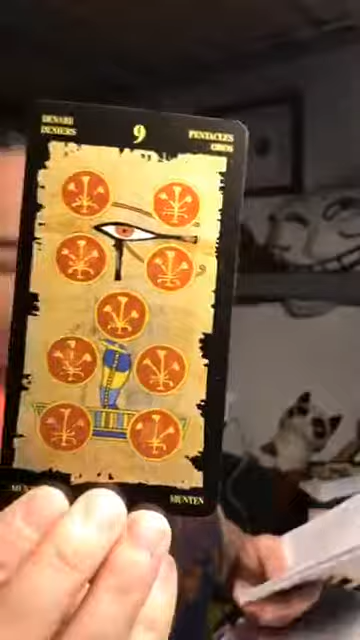 DENARI
DENIERS
9
PENTACLES
OROS
MUNTEN